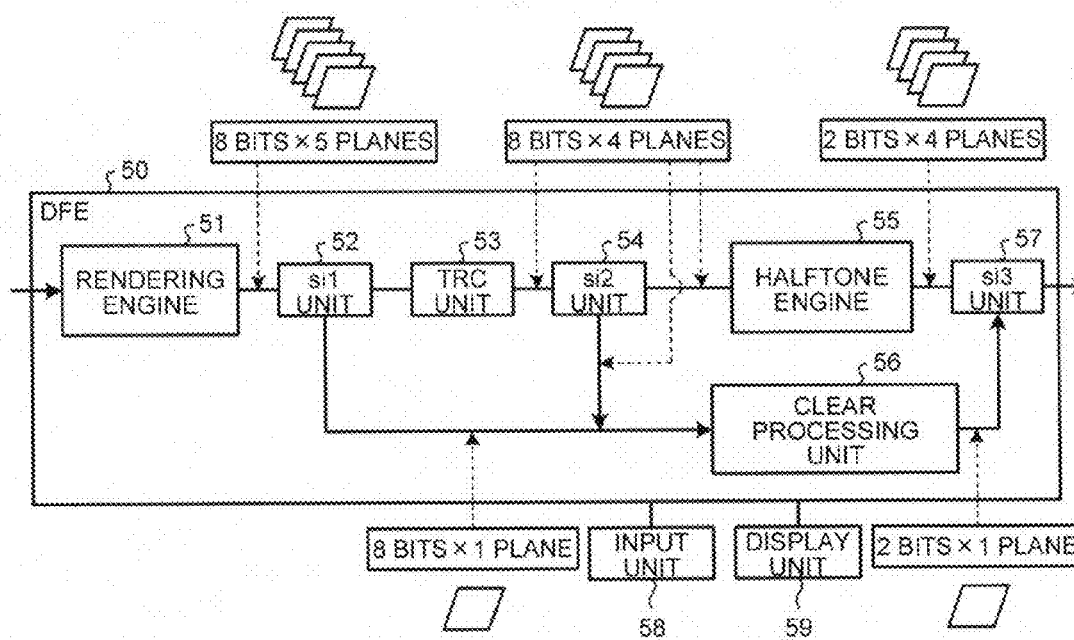 8 BITS × 5 PLANES
8 BITS × 4 PLANES
2 BITS × 4 PLANES
50
DFE
51
RENDERING
ENGINE
52
si1
UNIT
53
TRC
UNIT
54
si2
UNIT
55
HALFTONE
ENGINE
57
si3
UNIT
56
CLEAR
PROCESSING
UNIT
8 BITS × 1 PLANE
INPUT
UNIT
DISPLAY
UNIT
2 BITS × 1 PLANE
58
59